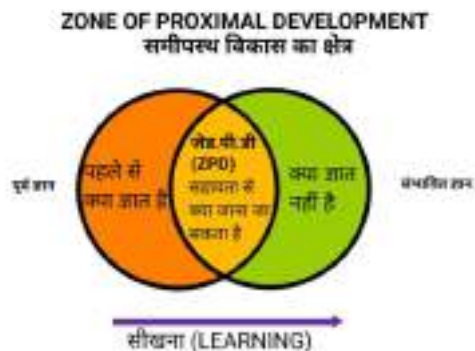 ZONE OF PROXIMAL DEVELOPMENT
समीपस्थ विकास का क्षेत्र
पूर्व ज्ञान
पहले से
क्या ज्ञात है
जेड.पी.डी
(ZPD)
सहायता से
क्या जाना जा
सकता है
क्या ज्ञात
नहीं है
संभावित ज्ञान
सीखना (LEARNING)